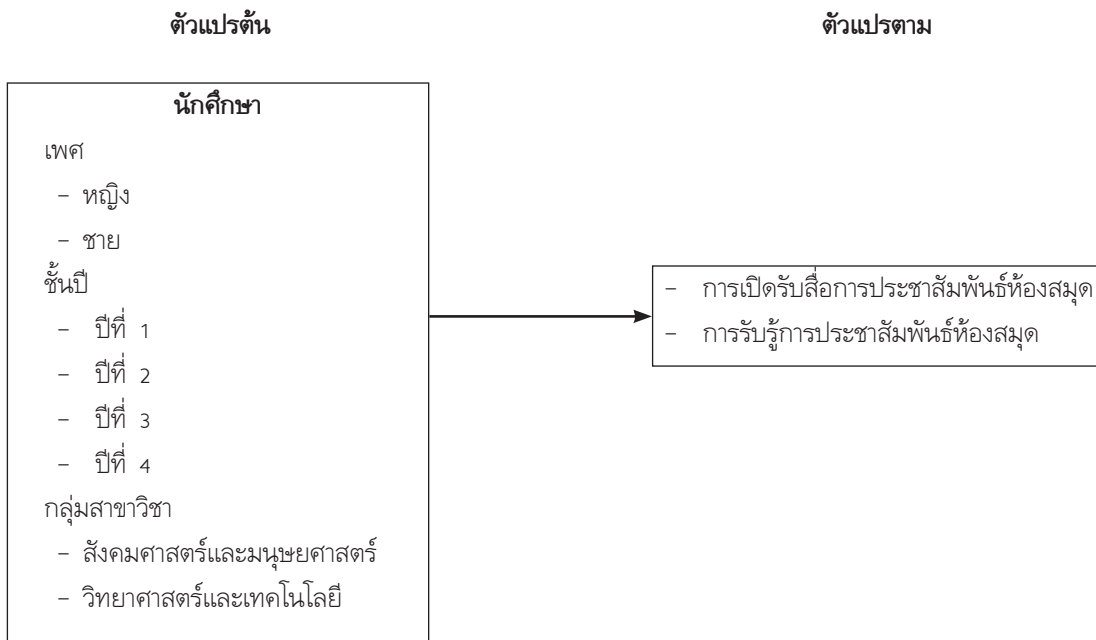 ตัวแปรต้น
ตัวแปรตาม
นักศึกษา
เพศ
– หญิง
– ชาย
ชั้นปี
– ปีที่ 1
– ปีที่ 2
– ปีที่ 3
– ปีที่ 4
กลุ่มสาขาวิชา
– สังคมศาสตร์และมนุษยศาสตร์
– วิทยาศาสตร์และเทคโนโลยี
– การเปิดรับสื่อการประชาสัมพันธ์ห้องสมุด
– การรับรู้การประชาสัมพันธ์ห้องสมุด